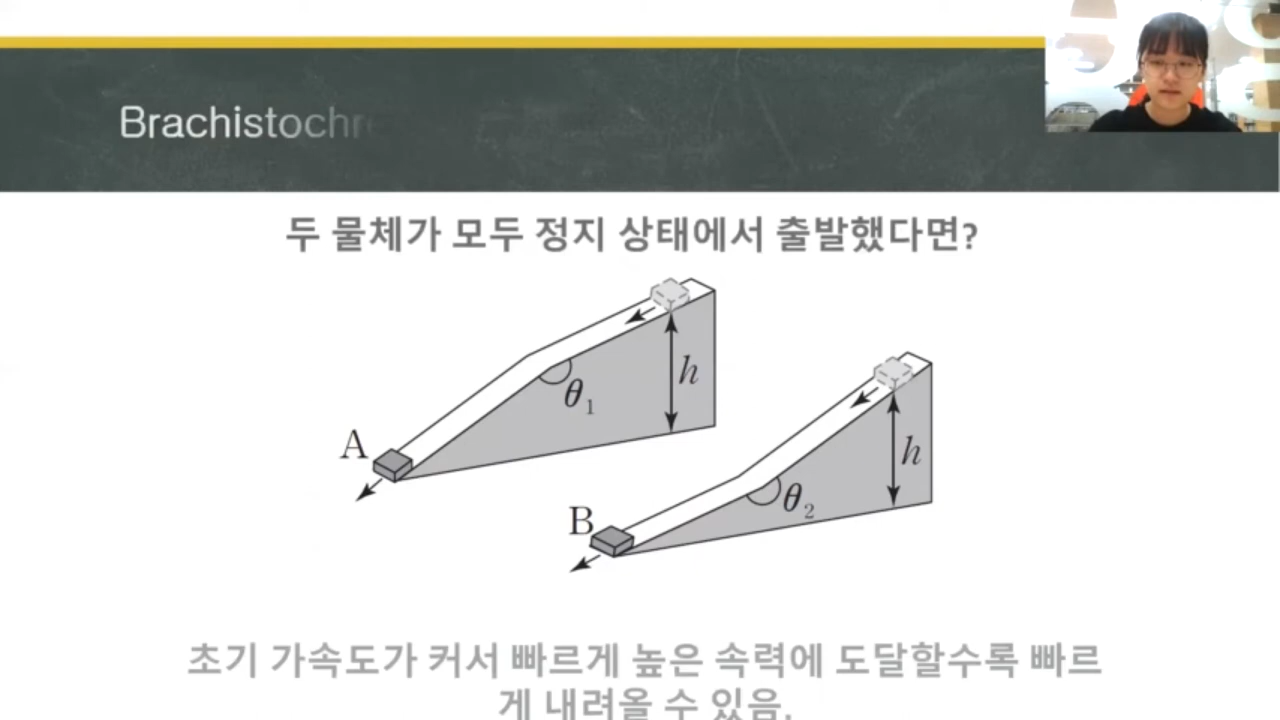 Brachistochr
두 물체가 모두 정지 상태에서 출발했다면?
θ₁
h
A
h
θ₂
B
초기 가속도가 커서 빠르게 높은 속력에 도달할수록 빠르
게 내려올 수 있음.